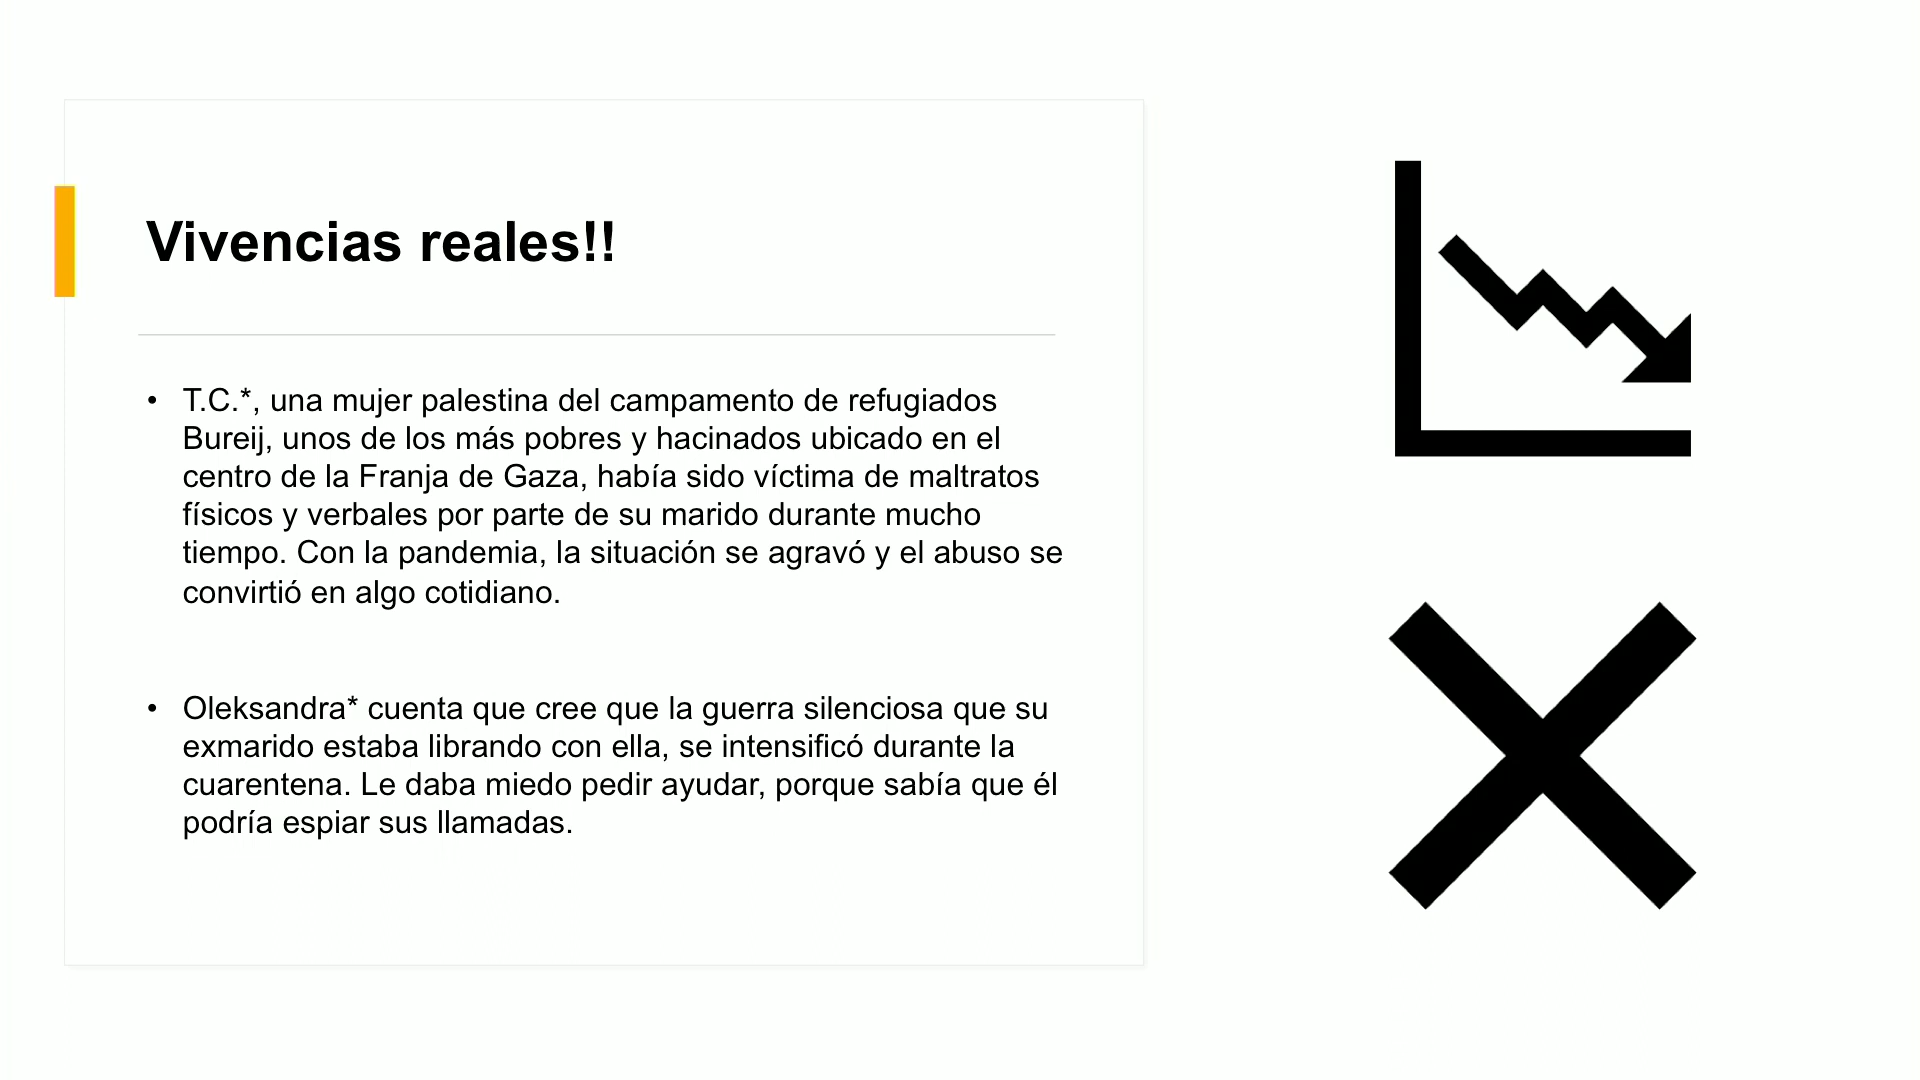 Vivencias reales!!
• T.C.*, una mujer palestina del campamento de refugiados
Bureij, unos de los más pobres y hacinados ubicado en el
centro de la Franja de Gaza, había sido víctima de maltratos
físicos y verbales por parte de su marido durante mucho
tiempo. Con la pandemia, la situación se agravó y el abuso se
convirtió en algo cotidiano.
• Oleksandra* cuenta que cree que la guerra silenciosa que su
exmarido estaba librando con ella, se intensificó durante la
cuarentena. Le daba miedo pedir ayudar, porque sabía que él
podría espiar sus llamadas.